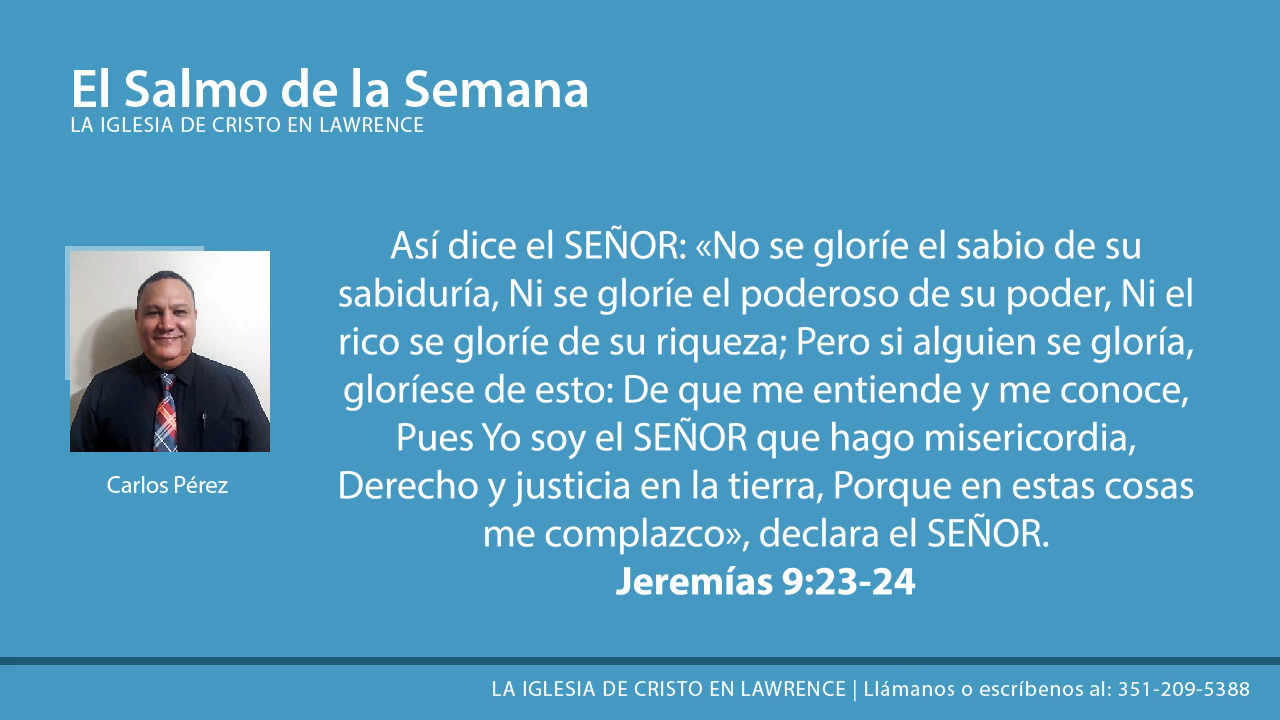 El Salmo de la Semana
LA IGLESIA DE CRISTO EN LAWRENCE
Así dice el SEÑOR: «No se gloríe el sabio de su
sabiduría, Ni se gloríe el poderoso de su poder, Ni el
rico se gloríe de su riqueza; Pero si alguien se gloría,
gloríese de esto: De que me entiende y me conoce,
Pues Yo soy el SEÑOR que hago misericordia,
Derecho y justicia en la tierra, Porque en estas cosas
me complazco», declara el SEÑOR.
Jeremías 9:23-24
Carlos Pérez
LA IGLESIA DE CRISTO EN LAWRENCE | Llámanos o escríbenos al: 351-209-5388